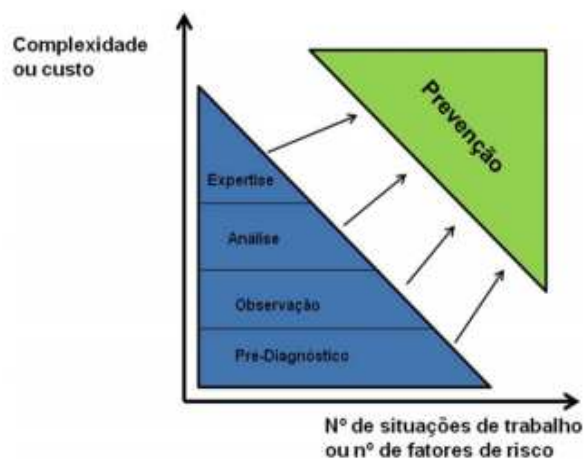 Complexidade
ou custo
Prevenção
Expertise
Análise
Observação
Pré-Diagnóstico
Nº de situações de trabalho
ou nº de fatores de risco